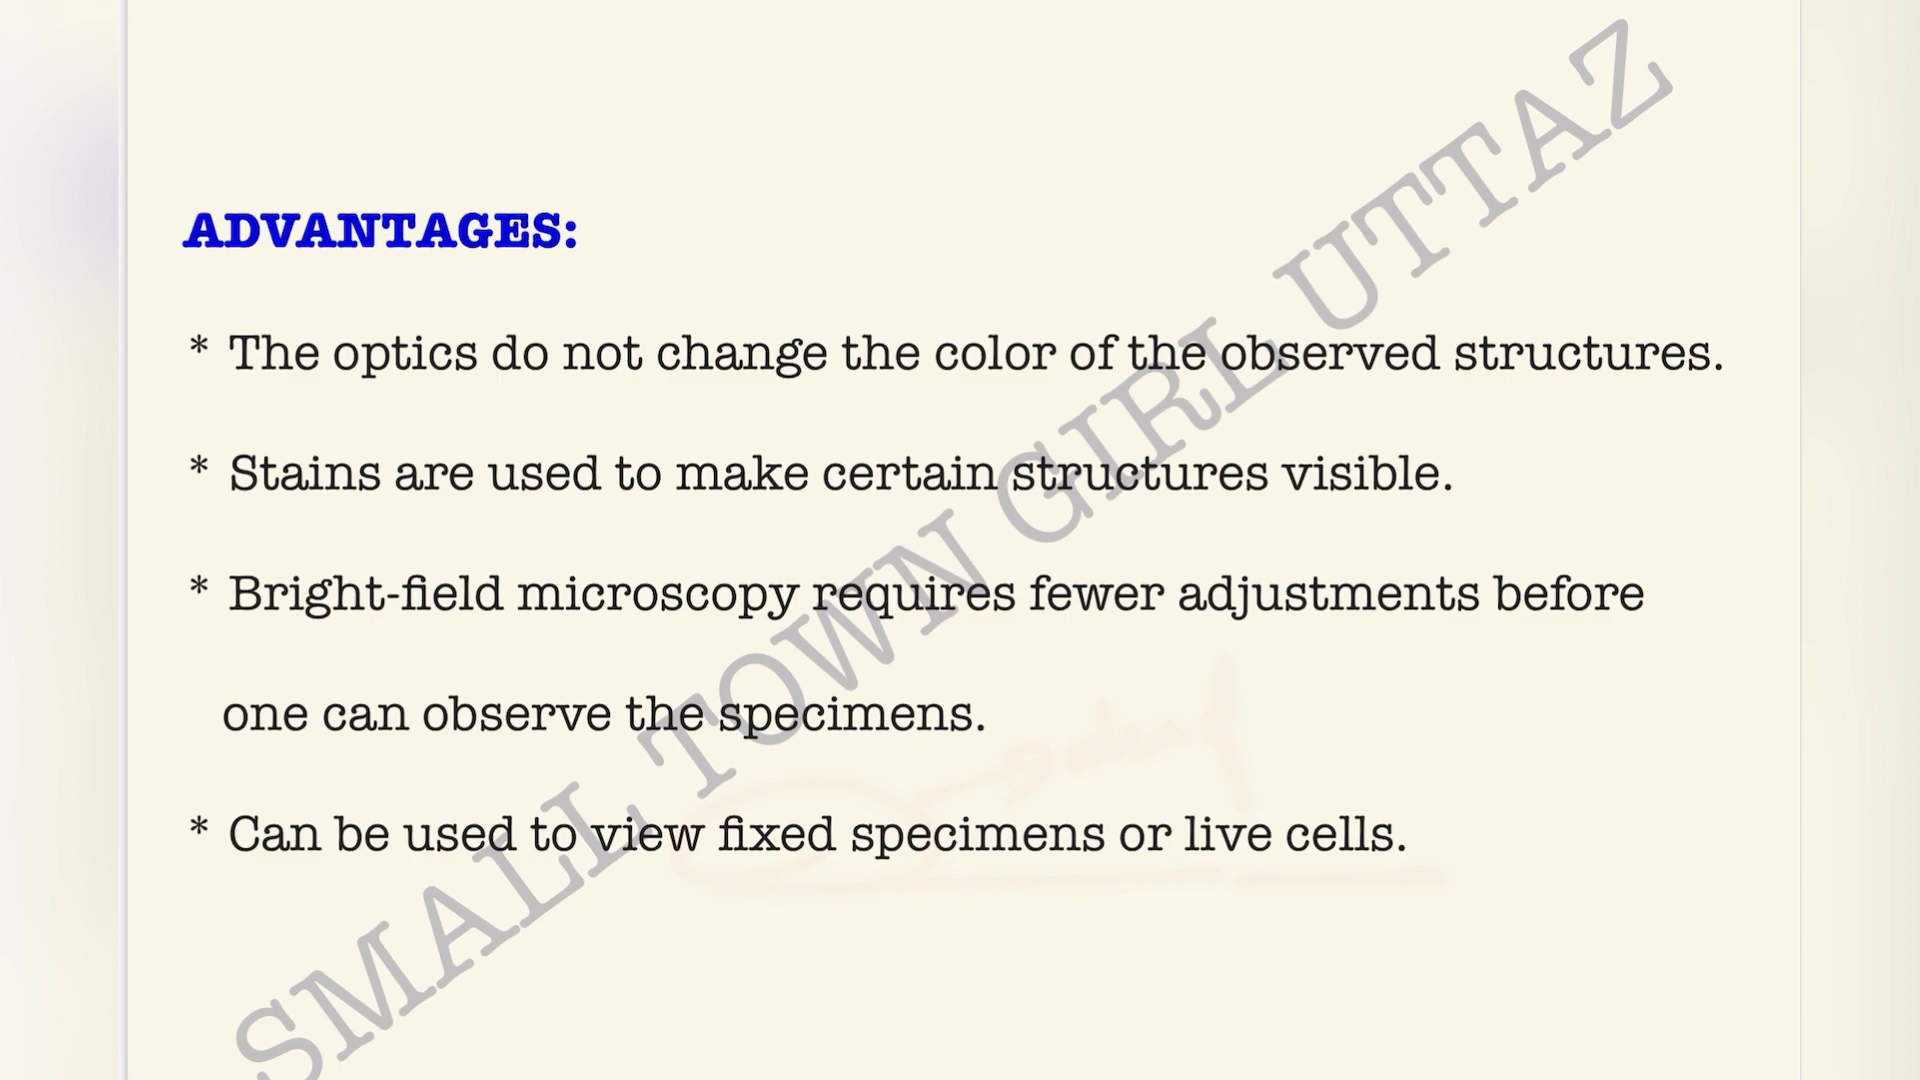 ADVANTAGES:
* The optics do not change the color of the observed structures.
* Stains are used to make certain structures visible.
* Bright-field microscopy requires fewer adjustments before
one can observe the specimens.
* Can be used to view fixed specimens or live cells.
SMALL TOWN GIRL UTTAZ